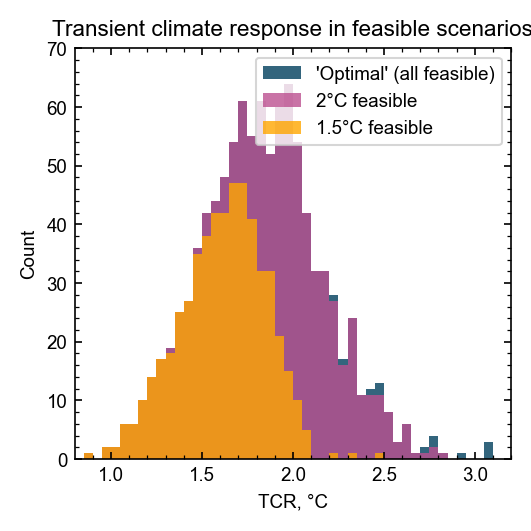 Transient climate response in feasible scenarios
70
60
50
40
30
20
10
0
Count
'Optimal' (all feasible)
2°C feasible
1.5°C feasible
1.0 1.5 2.0 2.5 3.0
TCR, °C